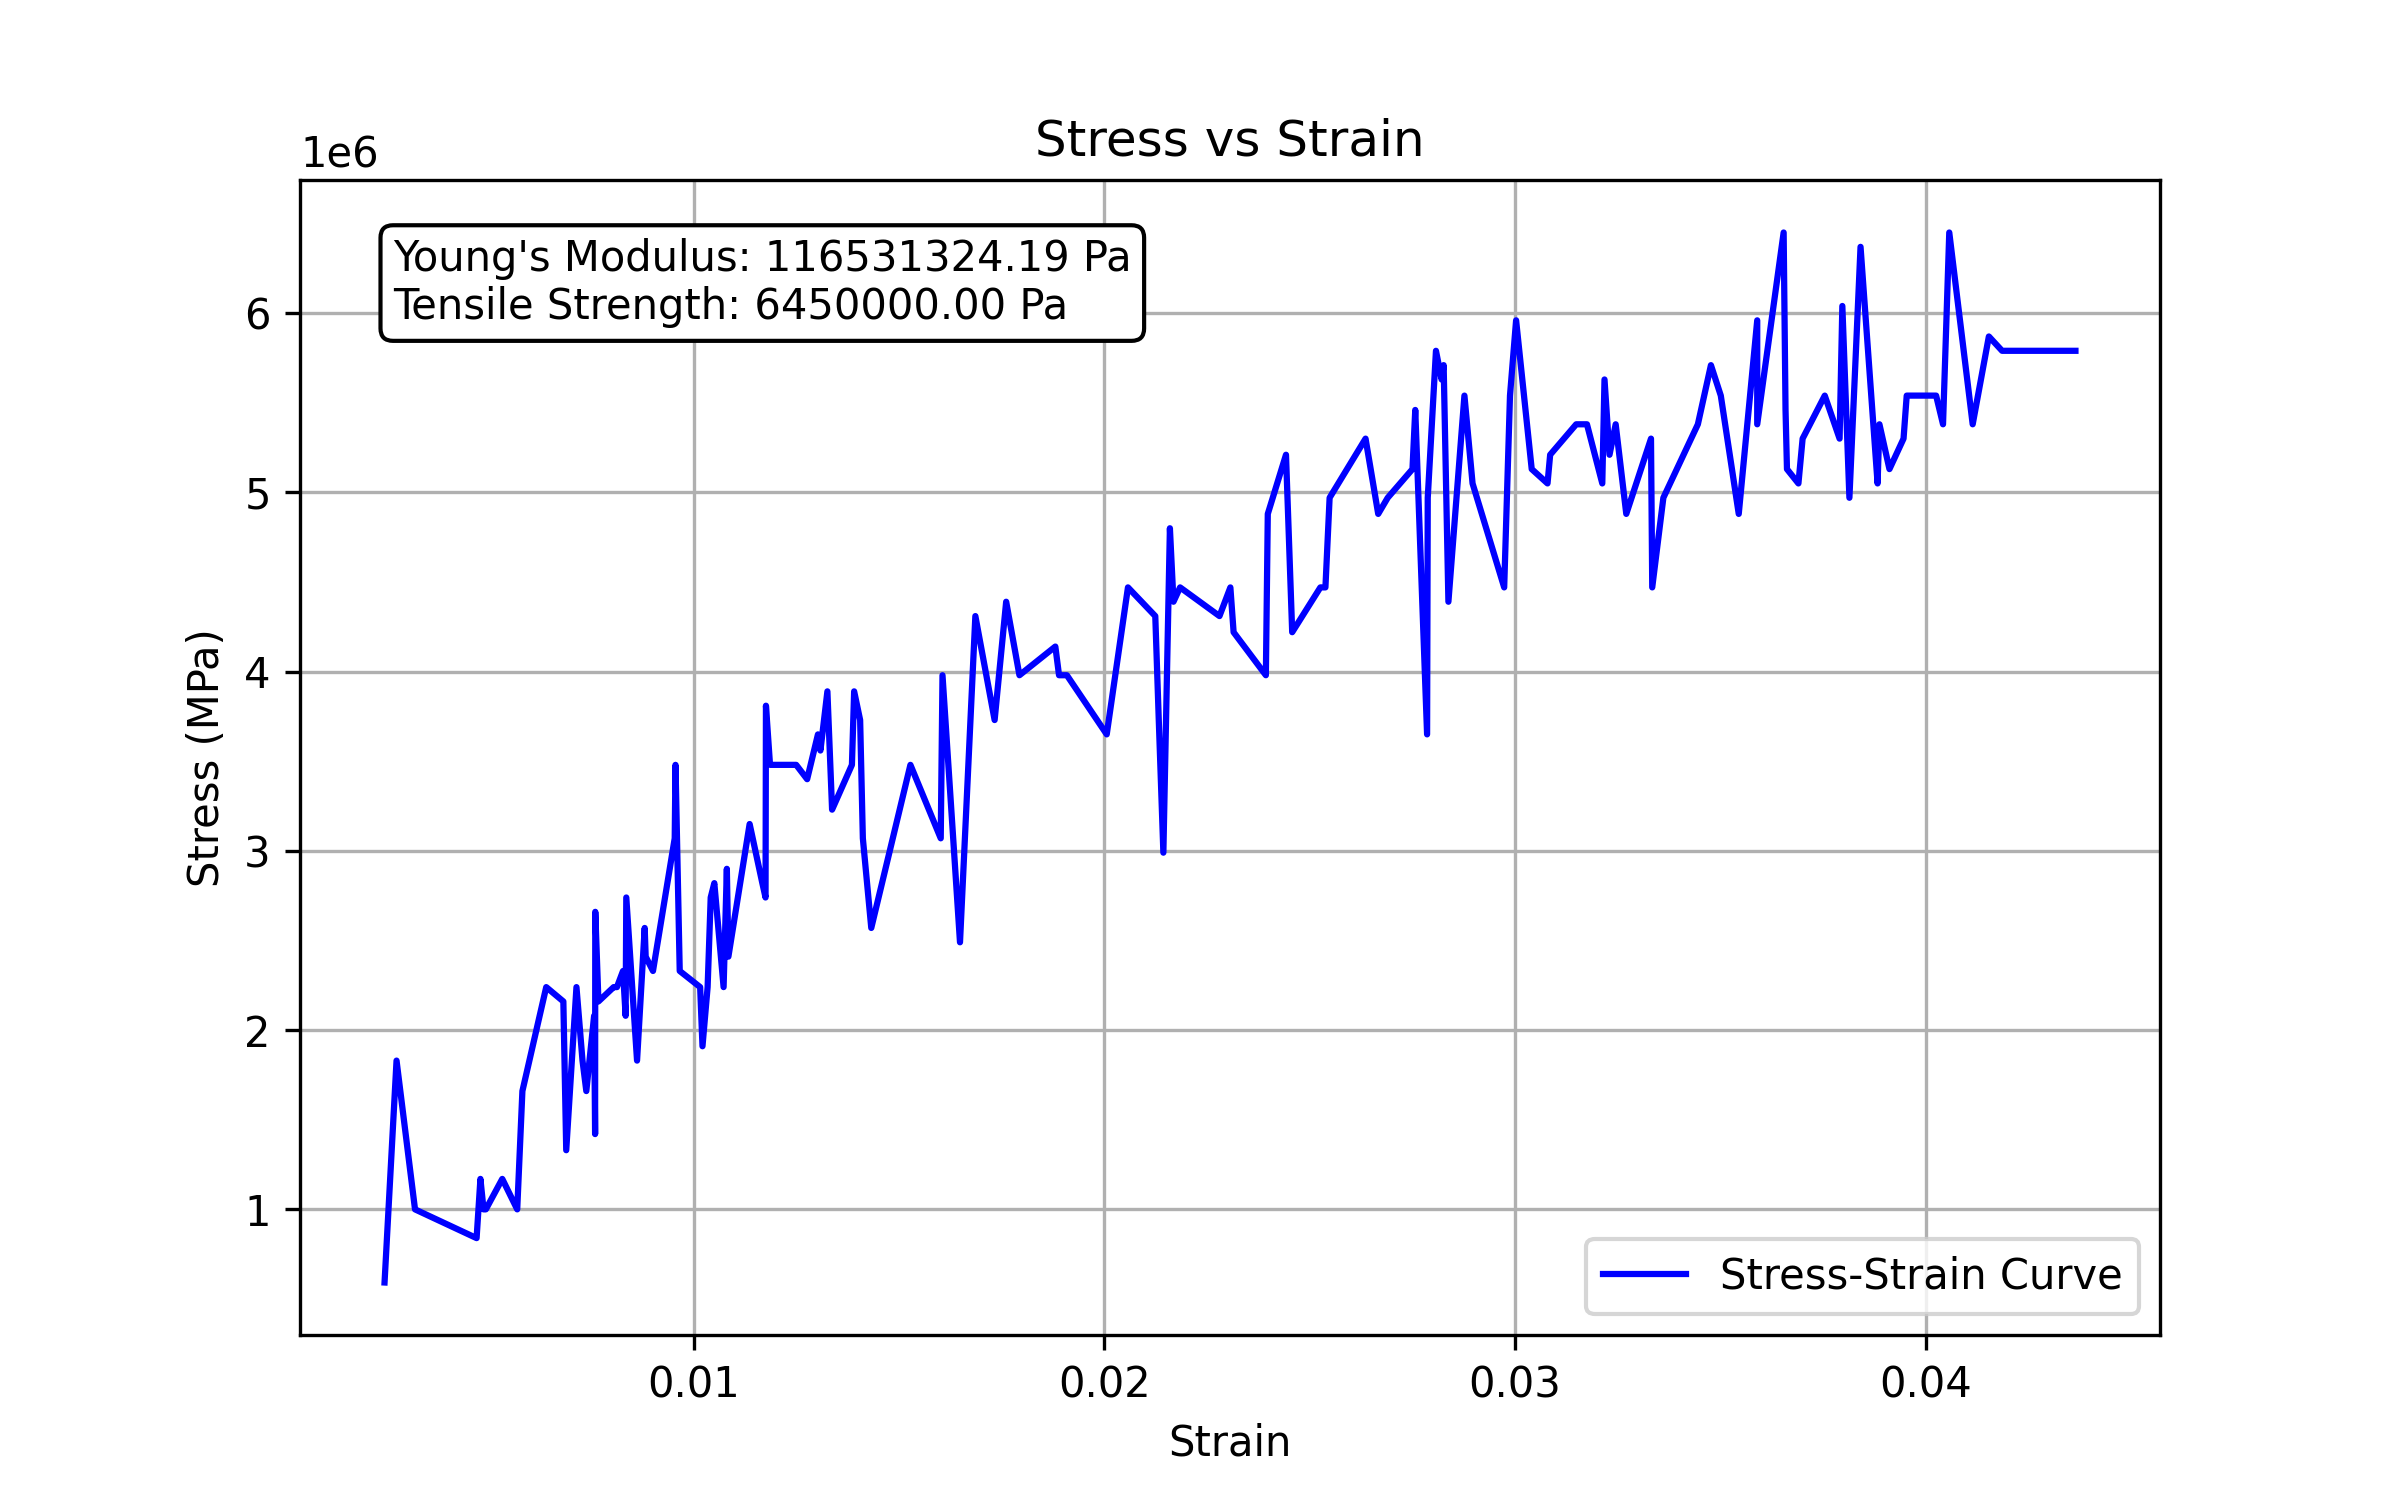 Stress vs Strain
1e6
Young's Modulus: 116531324.19 Pa
Tensile Strength: 6450000.00 Pa
6
5
4
3
2
1
Stress (MPa)
Stress-Strain Curve
0.01 0.02 0.03 0.04
Strain